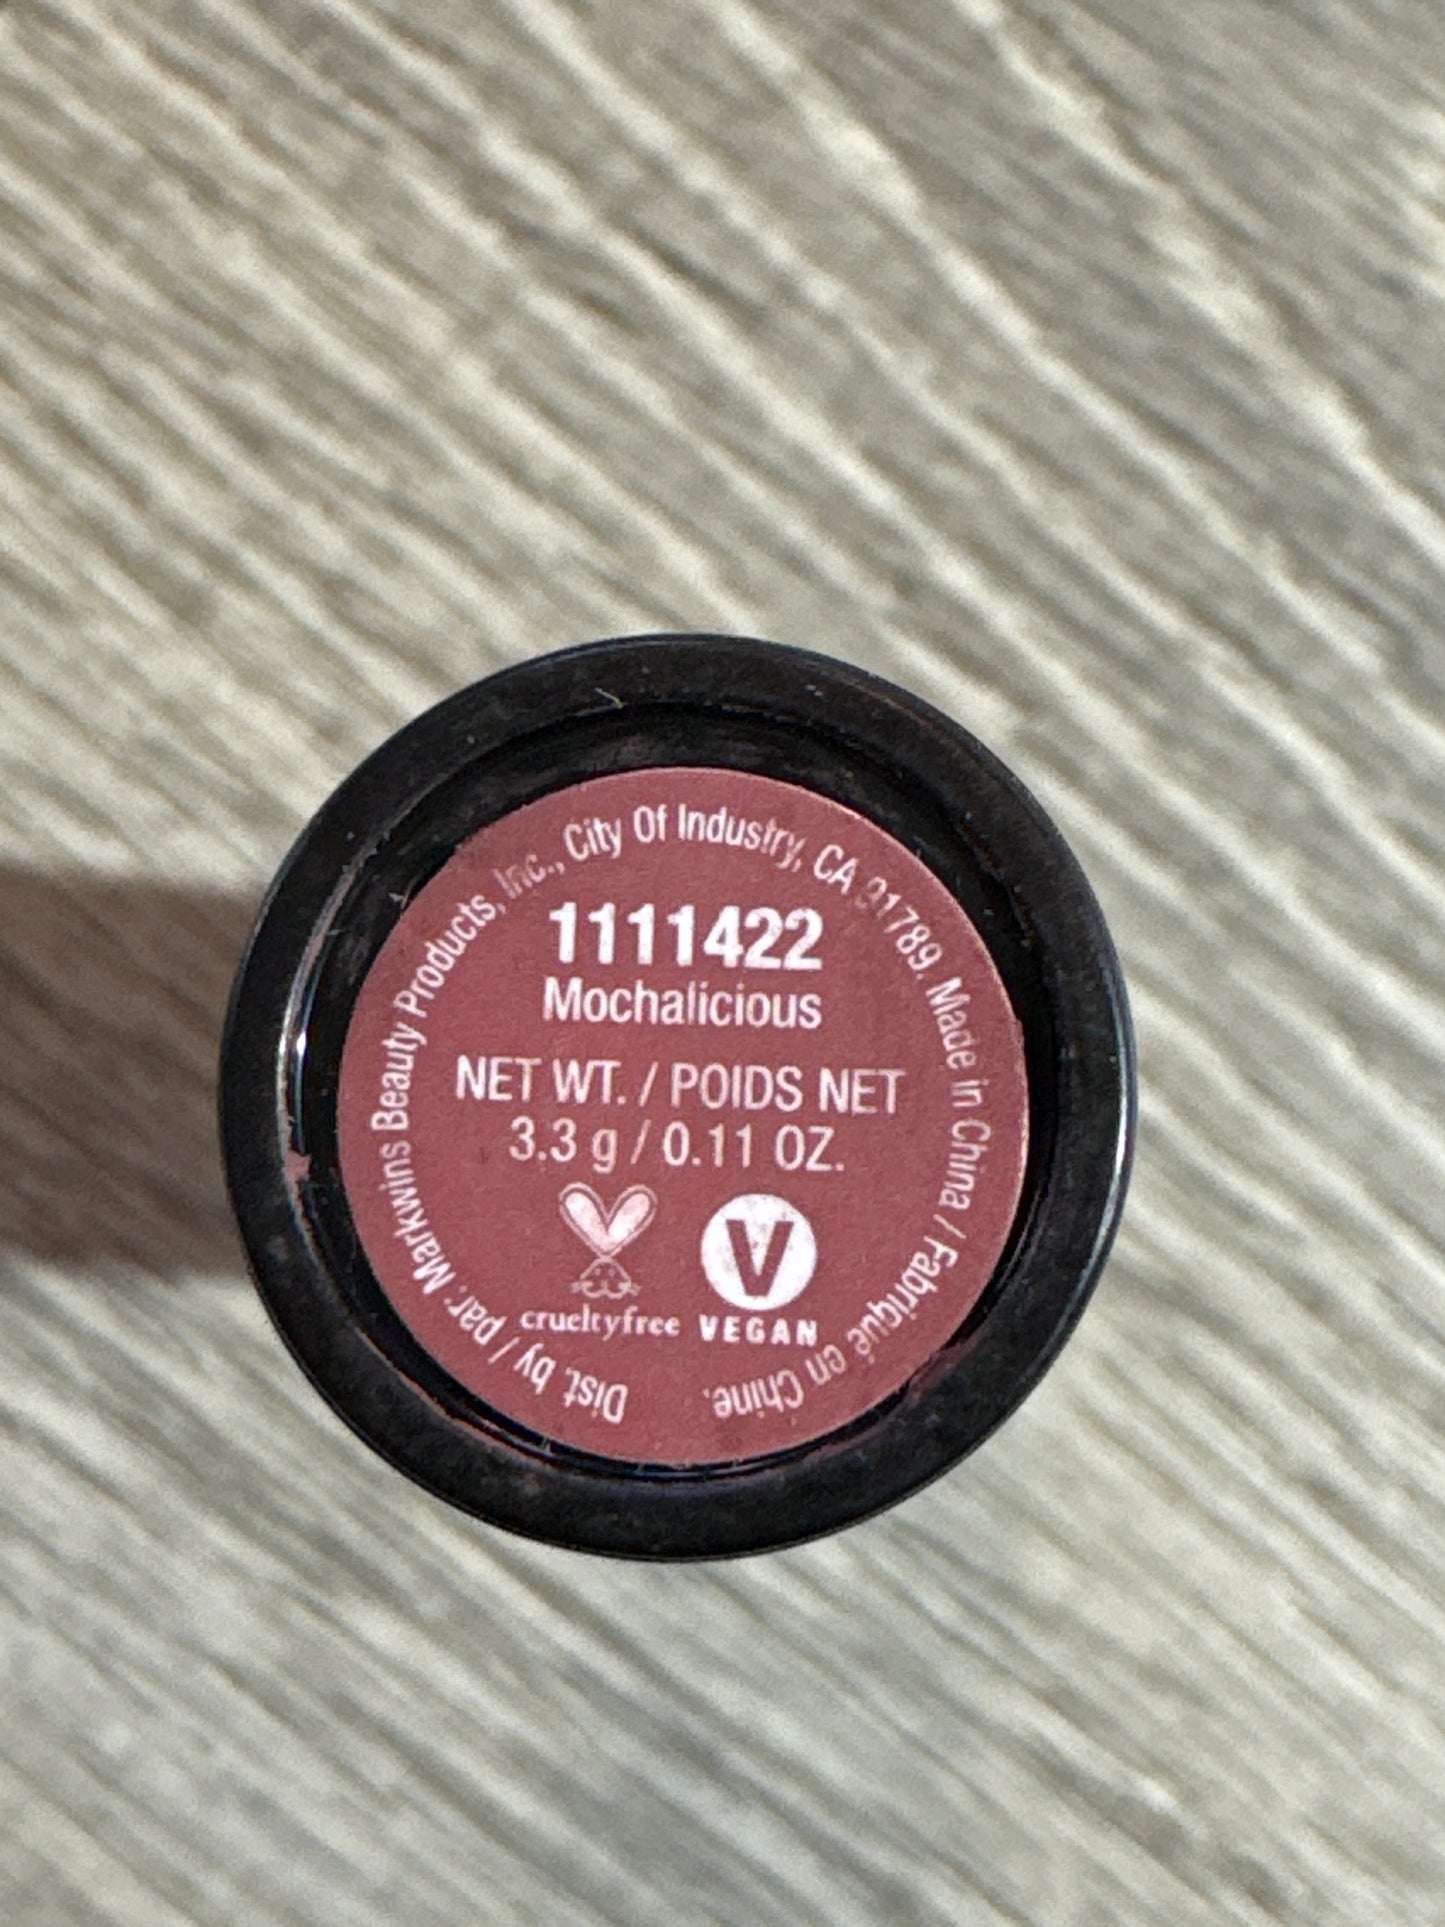 1111422
Mochalicious
NET WT. / POIDS NET
3.3 g / 0.11 OZ.
crueltyfree
V
VEGAN
Dist. by / par: Markwins Beauty Products, Inc., City Of Industry, CA 91789. Made in China / Fabriqué en Chine.